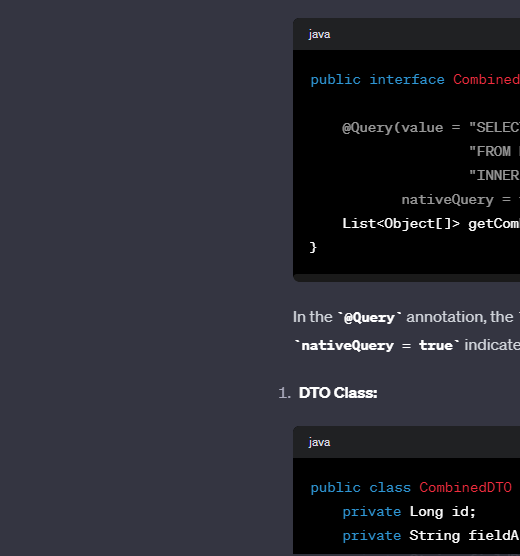 java
public interface Combined
@Query(value = "SELECT
"FROM
"INNER
nativeQuery =
List<Object[]> getCom
}
In the `@Query` annotation, the
`nativeQuery = true` indicate
1. DTO Class:
java
public class CombinedDTO
private Long id;
private String fieldA